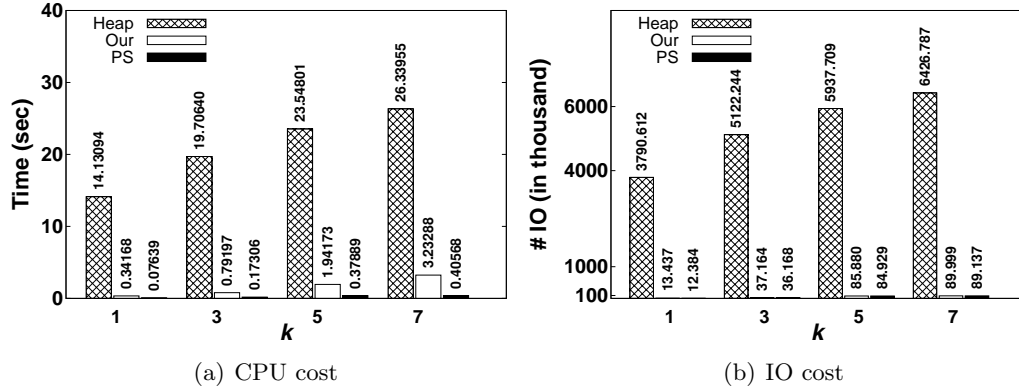 Heap
Our
PS
Time (sec)
40
30
20
10
0
14.13094
0.34168
0.07639
19.70640
0.79197
0.17306
23.54801
1.94173
0.37889
26.33955
3.23288
0.40568
1 3 5 7
k
(a) CPU cost
Heap
Our
PS
# IO (in thousand)
6000
4000
1000
100
3790.612
13.437
12.384
5122.244
37.164
36.168
5937.709
85.880
84.929
6426.787
89.999
89.137
1 3 5 7
k
(b) IO cost